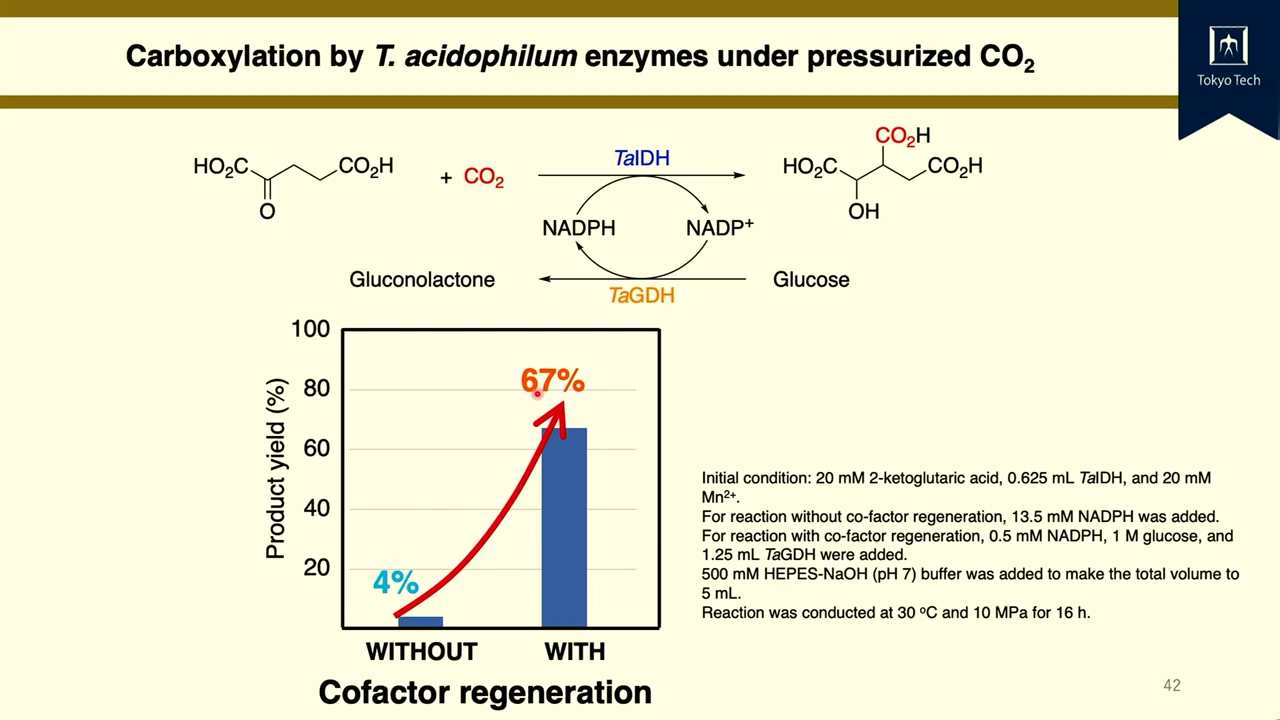 Carboxylation by T. acidophilum enzymes under pressurized CO₂
Tokyo Tech
HO₂C
CO₂H
O
+ CO₂
TaIDH
NADPH
NADP⁺
Gluconolactone
Glucose
TaGDH
CO₂H
HO₂C
CO₂H
OH
100
80
60
40
20
Product yield (%)
67%
4%
WITHOUT
WITH
Cofactor regeneration
Initial condition: 20 mM 2-ketoglutaric acid, 0.625 mL TaIDH, and 20 mM
Mn²⁺.
For reaction without co-factor regeneration, 13.5 mM NADPH was added.
For reaction with co-factor regeneration, 0.5 mM NADPH, 1 M glucose, and
1.25 mL TaGDH were added.
500 mM HEPES-NaOH (pH 7) buffer was added to make the total volume to
5 mL.
Reaction was conducted at 30 ºC and 10 MPa for 16 h.
42